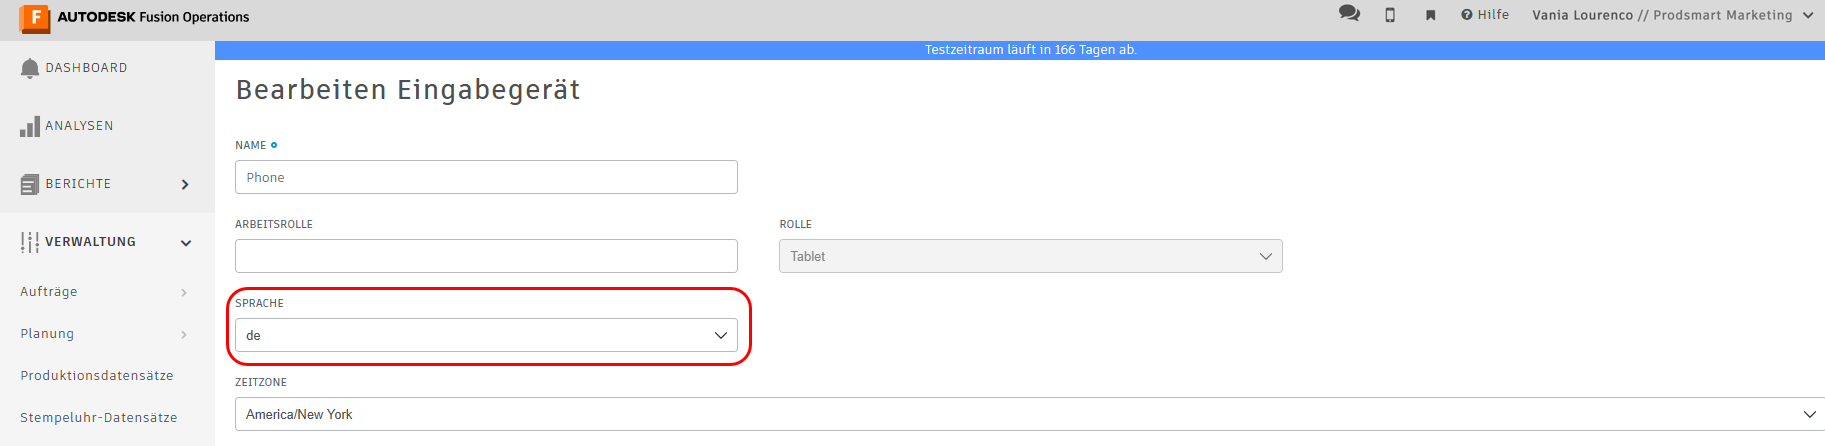 F AUTODESK Fusion Operations
Hilfe Vania Lourenco // Prodsmart Marketing
Testzeitraum läuft in 166 Tagen ab.
DASHBOARD
ANALYSEN
BERICHTE
VERWALTUNG
Aufträge
Planung
Produktionsdatensätze
Stempeluhr-Datensätze
Bearbeiten Eingabegerät
NAME
Phone
ARBEITSROLLE
ROLLE
Tablet
SPRACHE
de
ZEITZONE
America/New York